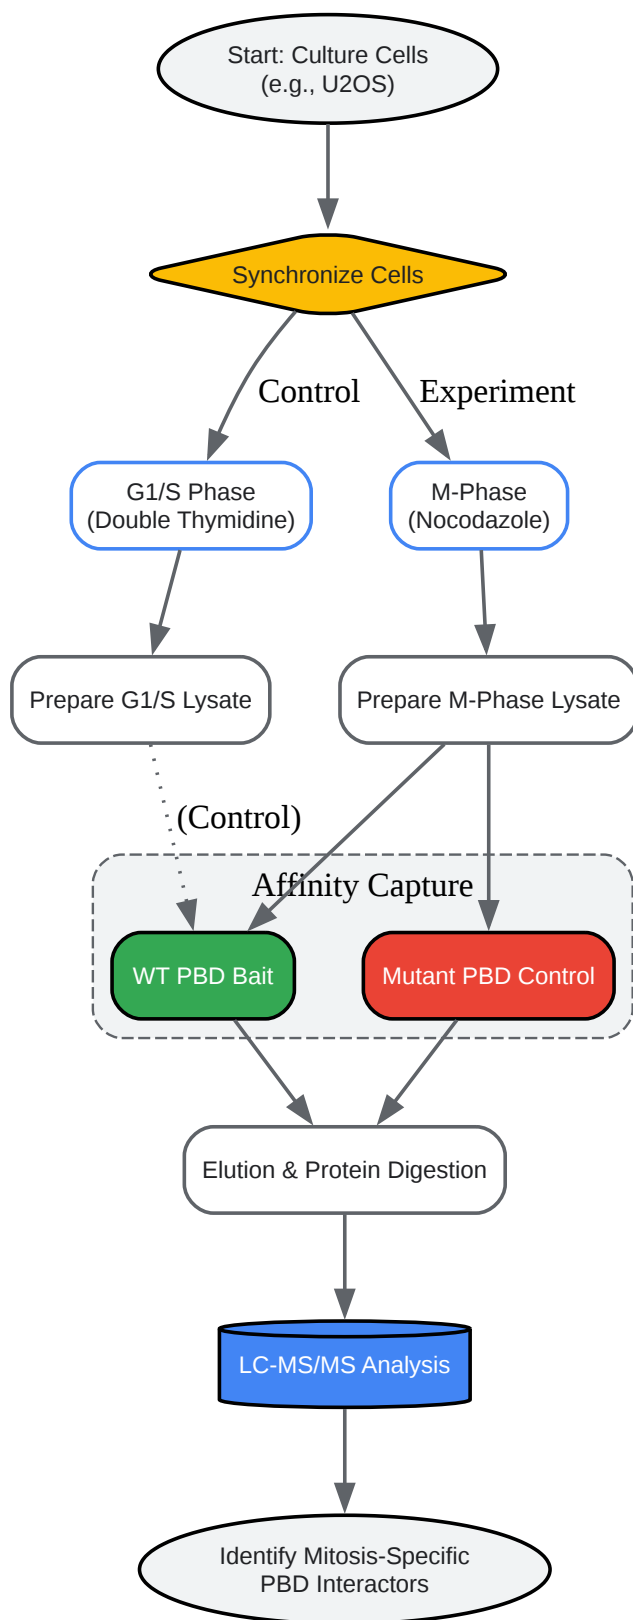 Start: Culture Cells
(e.g., U2OS)
Synchronize Cells
Control
Experiment
G1/S Phase
(Double Thymidine)
M-Phase
(Nocodazole)
Prepare G1/S Lysate
Prepare M-Phase Lysate
(Control)
Affinity Capture
WT PBD Bait
Mutant PBD Control
Elution & Protein Digestion
LC-MS/MS Analysis
Identify Mitosis-Specific
PBD Interactors